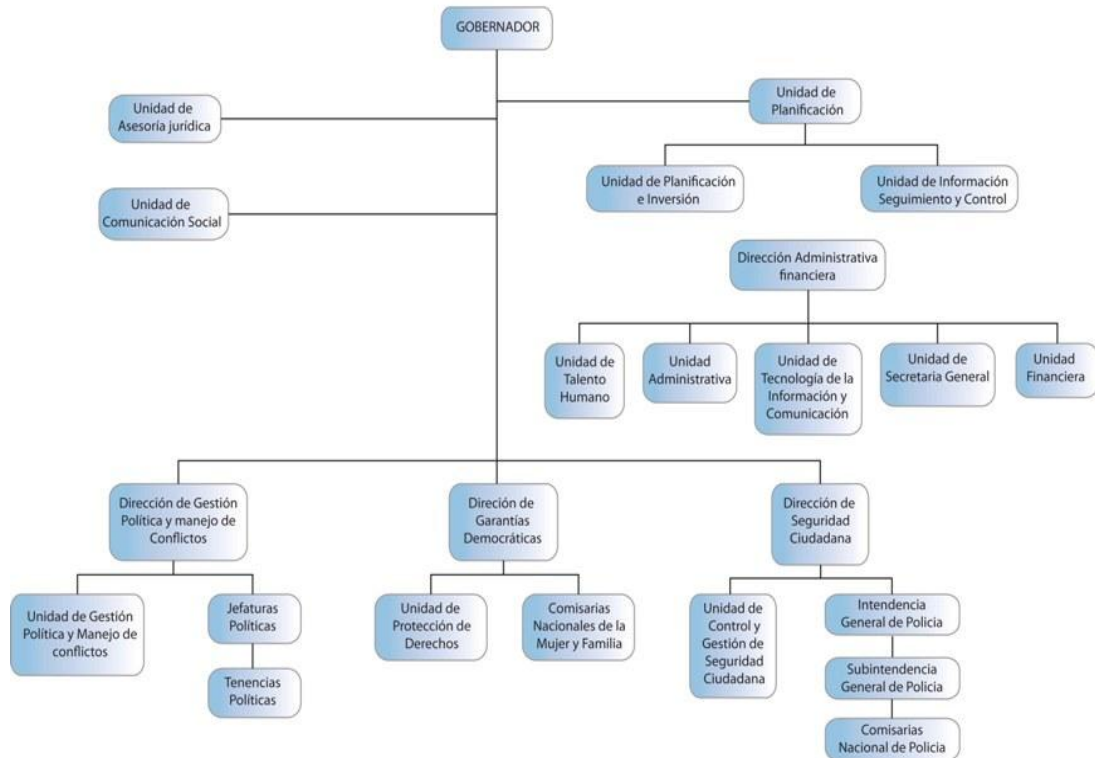 GOBERNADOR
Unidad de
Asesoría jurídica
Unidad de
Planificación
Unidad de Planificación
e Inversión
Unidad de Información
Seguimiento y Control
Unidad de
Comunicación Social
Dirección Administrativa
financiera
Unidad de
Talento
Humano
Unidad
Administrativa
Unidad de
Tecnología de la
Información y
Comunicación
Unidad de
Secretaria General
Unidad
Financiera
Dirección de Gestión
Política y manejo de
Conflictos
Direción de
Garantías
Democráticas
Dirección de
Seguridad
Ciudadana
Unidad de Gestión
Política y Manejo de
conflictos
Jefaturas
Políticas
Tenencias
Políticas
Unidad de
Protección de
Derechos
Comisarias
Nacionales de la
Mujer y Familia
Unidad de
Control y
Gestión de
Seguridad
Ciudadana
Intendencia
General de Policia
Subintendencia
General de Policia
Comisarias
Nacional de Policia